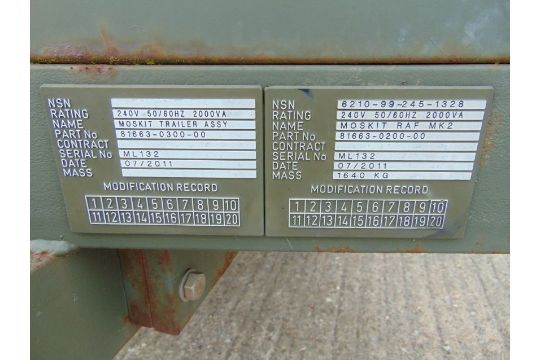 NSN
RATING 240V 50/60HZ 2000VA
NAME MOSKIT TRAILER ASSY
PART No 81663-0300-00
CONTRACT
SERIAL No ML132
DATE 07/2011
MASS
MODIFICATION RECORD
1 2 3 4 5 6 7 8 9 10
11 12 13 14 15 16 17 18 19 20
NSN 6210-99-245-1328
RATING 240V 50/60HZ 2000VA
NAME MOSKIT RAF MK2
PART No 81663-0200-00
CONTRACT
SERIAL No ML132
DATE 07/2011
MASS 1640 KG
MODIFICATION RECORD
1 2 3 4 5 6 7 8 9 10
11 12 13 14 15 16 17 18 19 20